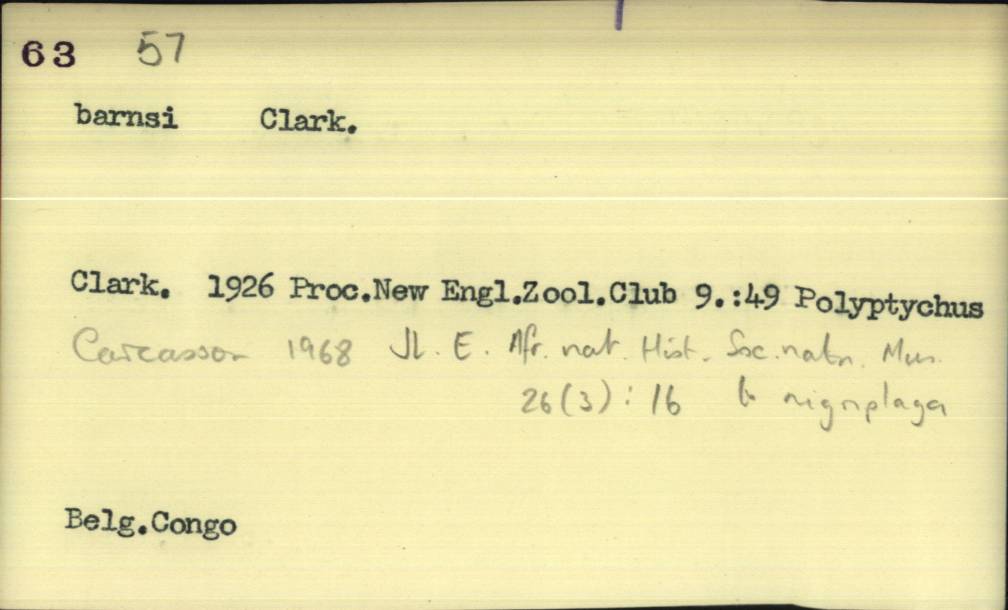 63 57
barnsi Clark.
Clark. 1926 Proc.New Engl.Zool.Club 9.:49 Polyptychus
Carcasson 1968 Jl. E. Afr. nat. Hist. Soc. natn. Mus.
26(3): 16 to nigriplaga
Belg.Congo